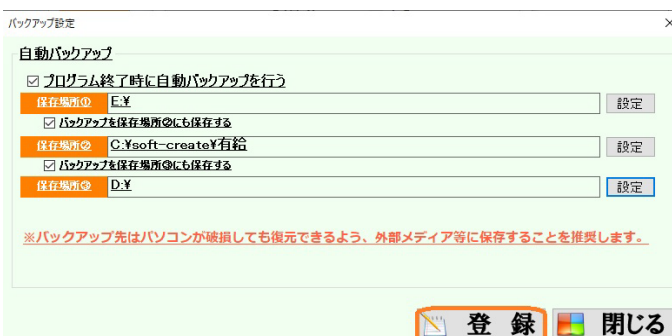 バックアップ設定
自動バックアップ
プログラム終了時に自動バックアップを行う
保存場所① E:¥ 設定
バックアップを保存場所②にも保存する
保存場所② C:¥soft-create¥有給 設定
バックアップを保存場所③にも保存する
保存場所③ D:¥ 設定
※バックアップ先はパソコンが破損しても復元できるよう、外部メディア等に保存することを推奨します。
登 録 閉じる